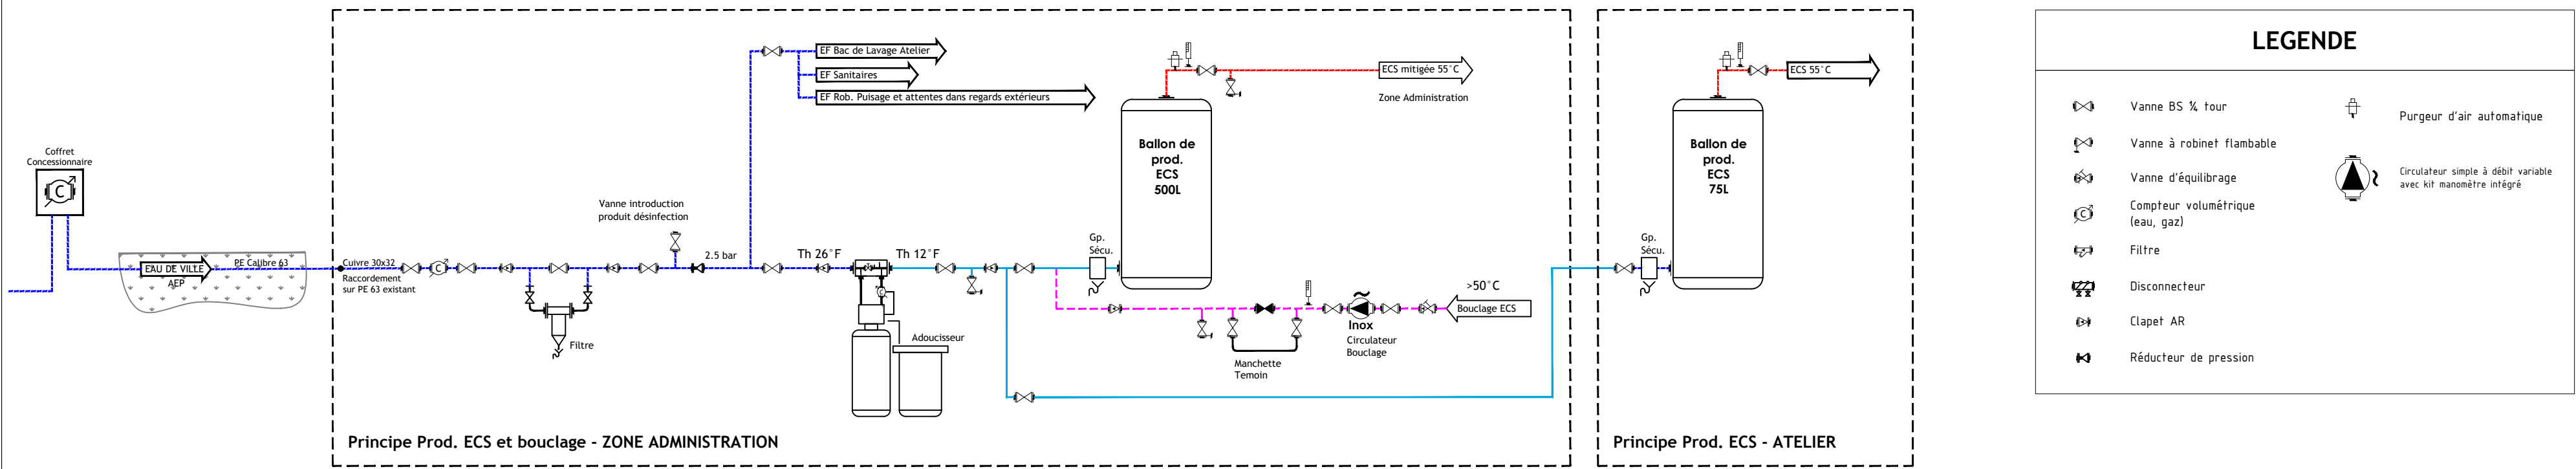 Coffret
Concessionnaire
C
EAU DE VILLE
AEP
PE Calibre 63
Cuivre 30x32
Raccordement
sur PE 63 existant
C
Filtre
Vanne introduction
produit désinfection
2.5 bar
EF Bac de Lavage Atelier
EF Sanitaires
EF Rob. Puisage et attentes dans regards extérieurs
Th 26°F
Th 12°F
C
Adoucisseur
Gp.
Sécu.
Ballon de
prod.
ECS
500L
ECS mitigée 55°C
Zone Administration
>50°C
Bouclage ECS
Inox
Circulateur
Bouclage
Manchette
Temoin
Principe Prod. ECS et bouclage - ZONE ADMINISTRATION
Gp.
Sécu.
Ballon de
prod.
ECS
75L
ECS 55°C
Principe Prod. ECS - ATELIER
LEGENDE
Vanne BS ¼ tour
Vanne à robinet flambable
Vanne d'équilibrage
C
Compteur volumétrique
(eau, gaz)
Filtre
Disconnecteur
Clapet AR
Réducteur de pression
Purgeur d'air automatique
Circulateur simple à débit variable
avec kit manomètre intégré